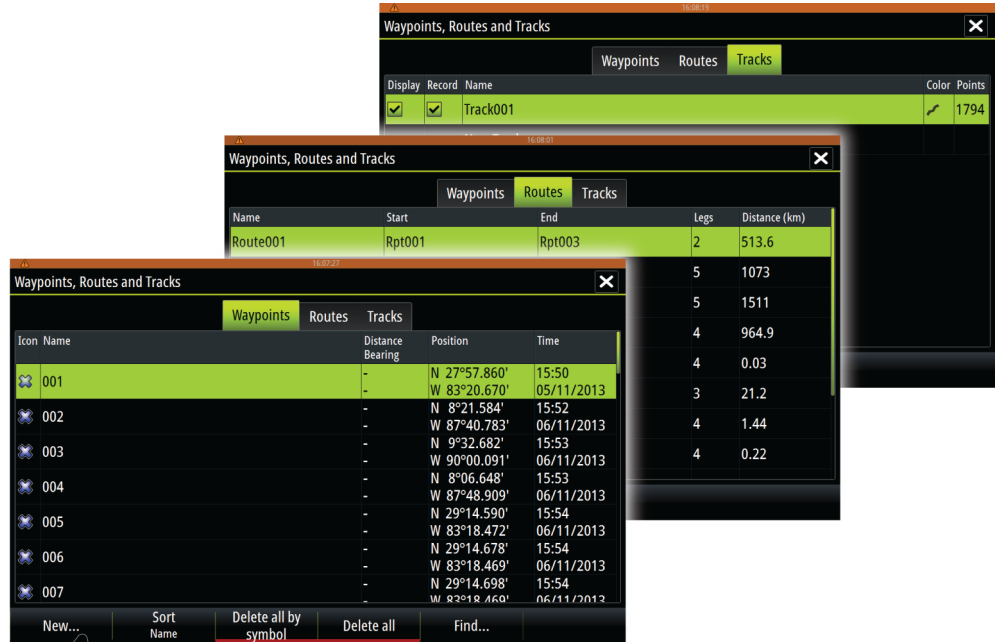 16:08:19
Waypoints, Routes and Tracks
Waypoints Routes Tracks
Display Record Name Color Points
Track001 1794
16:08:01
Waypoints, Routes and Tracks
Waypoints Routes Tracks
Name Start End Legs Distance (km)
Route001 Rpt001 Rpt003 2 513.6
5 1073
5 1511
4 964.9
4 0.03
3 21.2
4 1.44
4 0.22
16:07:27
Waypoints, Routes and Tracks
Waypoints Routes Tracks
Icon Name Distance Position Time
Bearing
001 - N 27°57.860' 15:50
- W 83°20.670' 05/11/2013
002 - N 8°21.584' 15:52
- W 87°40.783' 06/11/2013
003 - N 9°32.682' 15:53
- W 90°00.091' 06/11/2013
004 - N 8°06.648' 15:53
- W 87°48.909' 06/11/2013
005 - N 29°14.590' 15:54
- W 83°18.472' 06/11/2013
006 - N 29°14.678' 15:54
- W 83°18.469' 06/11/2013
007 - N 29°14.698' 15:54
- W 83°18.469' 06/11/2013
New... Sort Delete all by Delete all Find...
Name symbol